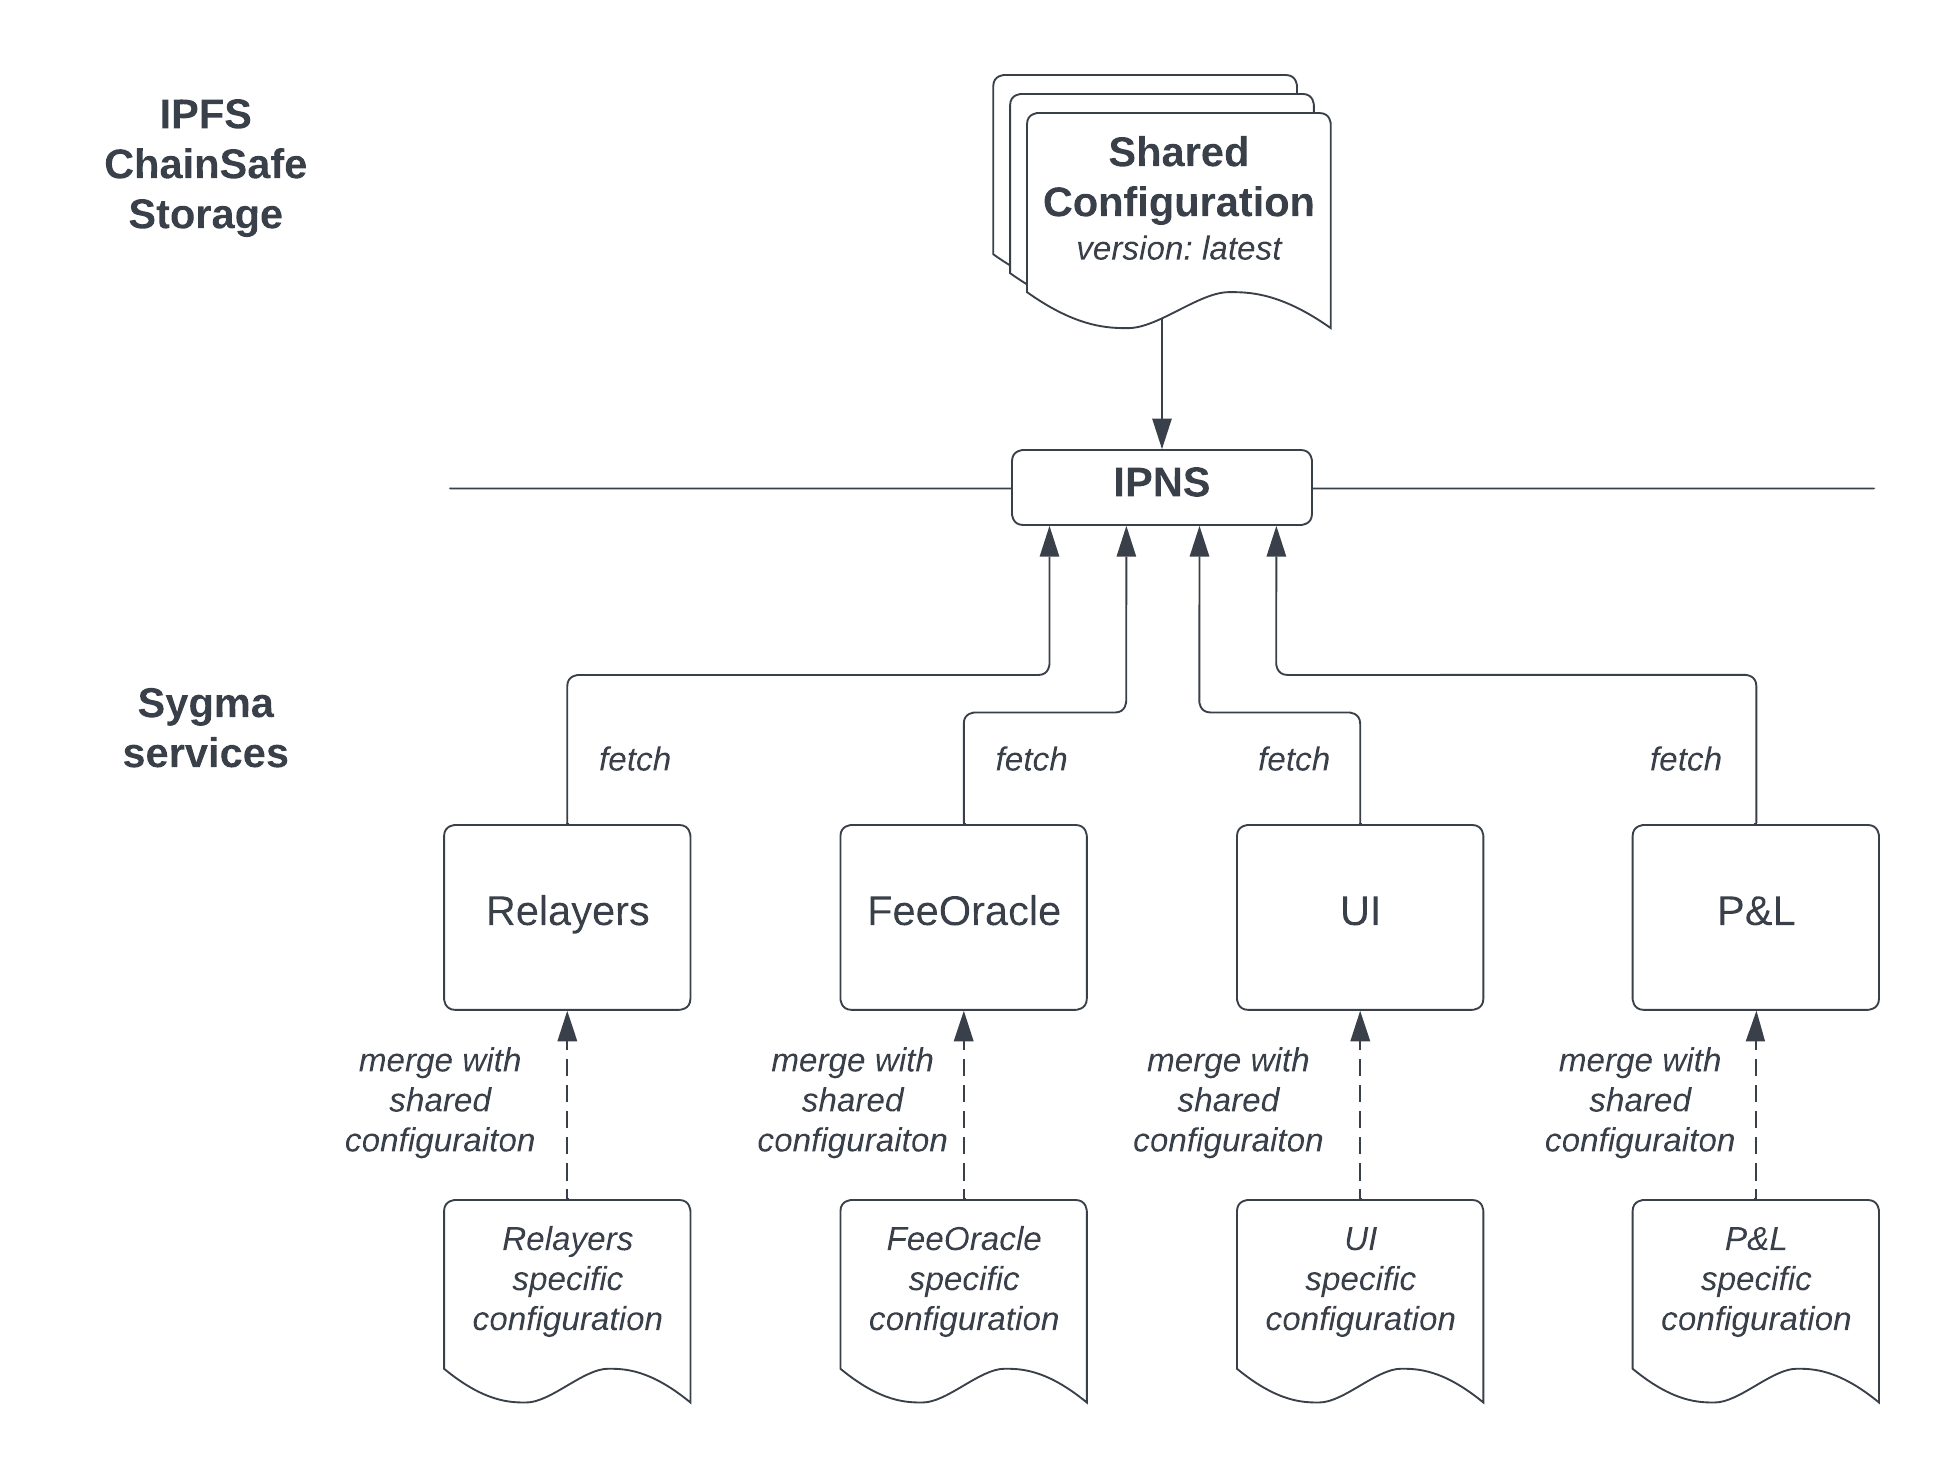 IPFS
ChainSafe
Storage
Shared
Configuration
version: latest
IPNS
Sygma
services
fetch
fetch
fetch
fetch
Relayers
FeeOracle
UI
P&L
merge with
shared
configuraiton
merge with
shared
configuraiton
merge with
shared
configuraiton
merge with
shared
configuraiton
Relayers
specific
configuration
FeeOracle
specific
configuration
UI
specific
configuration
P&L
specific
configuration